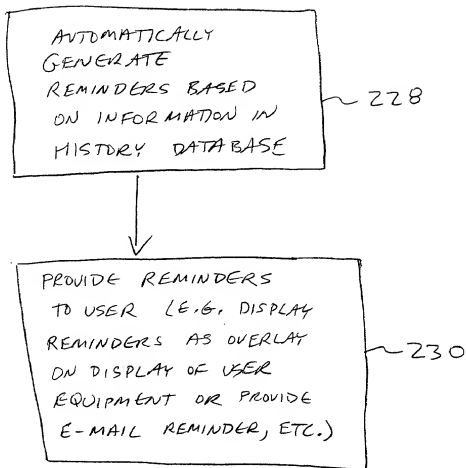 AUTOMATICALLY
GENERATE
REMINDERS BASED
ON INFORMATION IN
HISTORY DATABASE
228
PROVIDE REMINDERS
TO USER (E.G. DISPLAY
REMINDERS AS OVERLAY
ON DISPLAY OF USER
EQUIPMENT OR PROVIDE
E-MAIL REMINDER, ETC.)
230